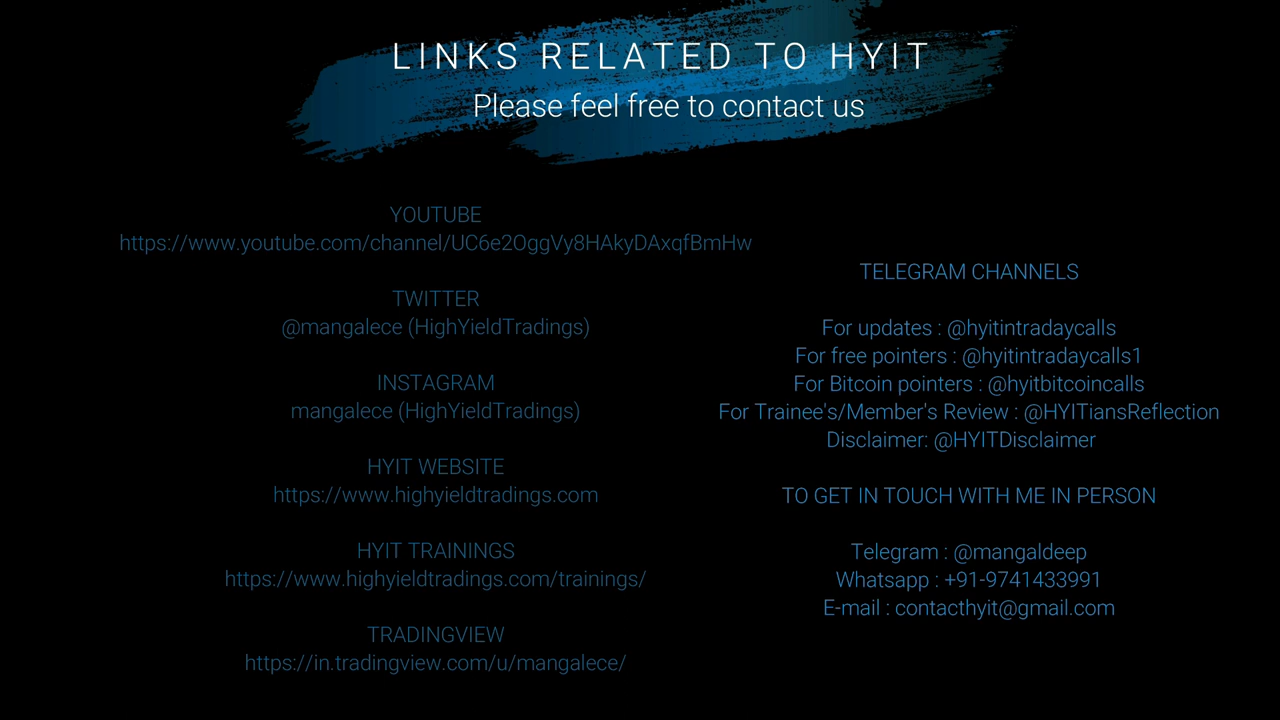 LINKS RELATED TO HYIT
Please feel free to contact us
YOUTUBE
https://www.youtube.com/channel/UC6e2OggVy8HAkyDAxqfBmHw
TWITTER
@mangalece (HighYieldTradings)
INSTAGRAM
mangalece (HighYieldTradings)
HYIT WEBSITE
https://www.highyieldtradings.com
HYIT TRAININGS
https://www.highyieldtradings.com/trainings/
TRADINGVIEW
https://in.tradingview.com/u/mangalece/
TELEGRAM CHANNELS
For updates : @hyitintradaycalls
For free pointers : @hyitintradaycalls1
For Bitcoin pointers : @hyitbitcoincalls
For Trainee's/Member's Review : @HYITiansReflection
Disclaimer: @HYITDisclaimer
TO GET IN TOUCH WITH ME IN PERSON
Telegram : @mangaldeep
Whatsapp : +91-9741433991
E-mail : contacthyit@gmail.com